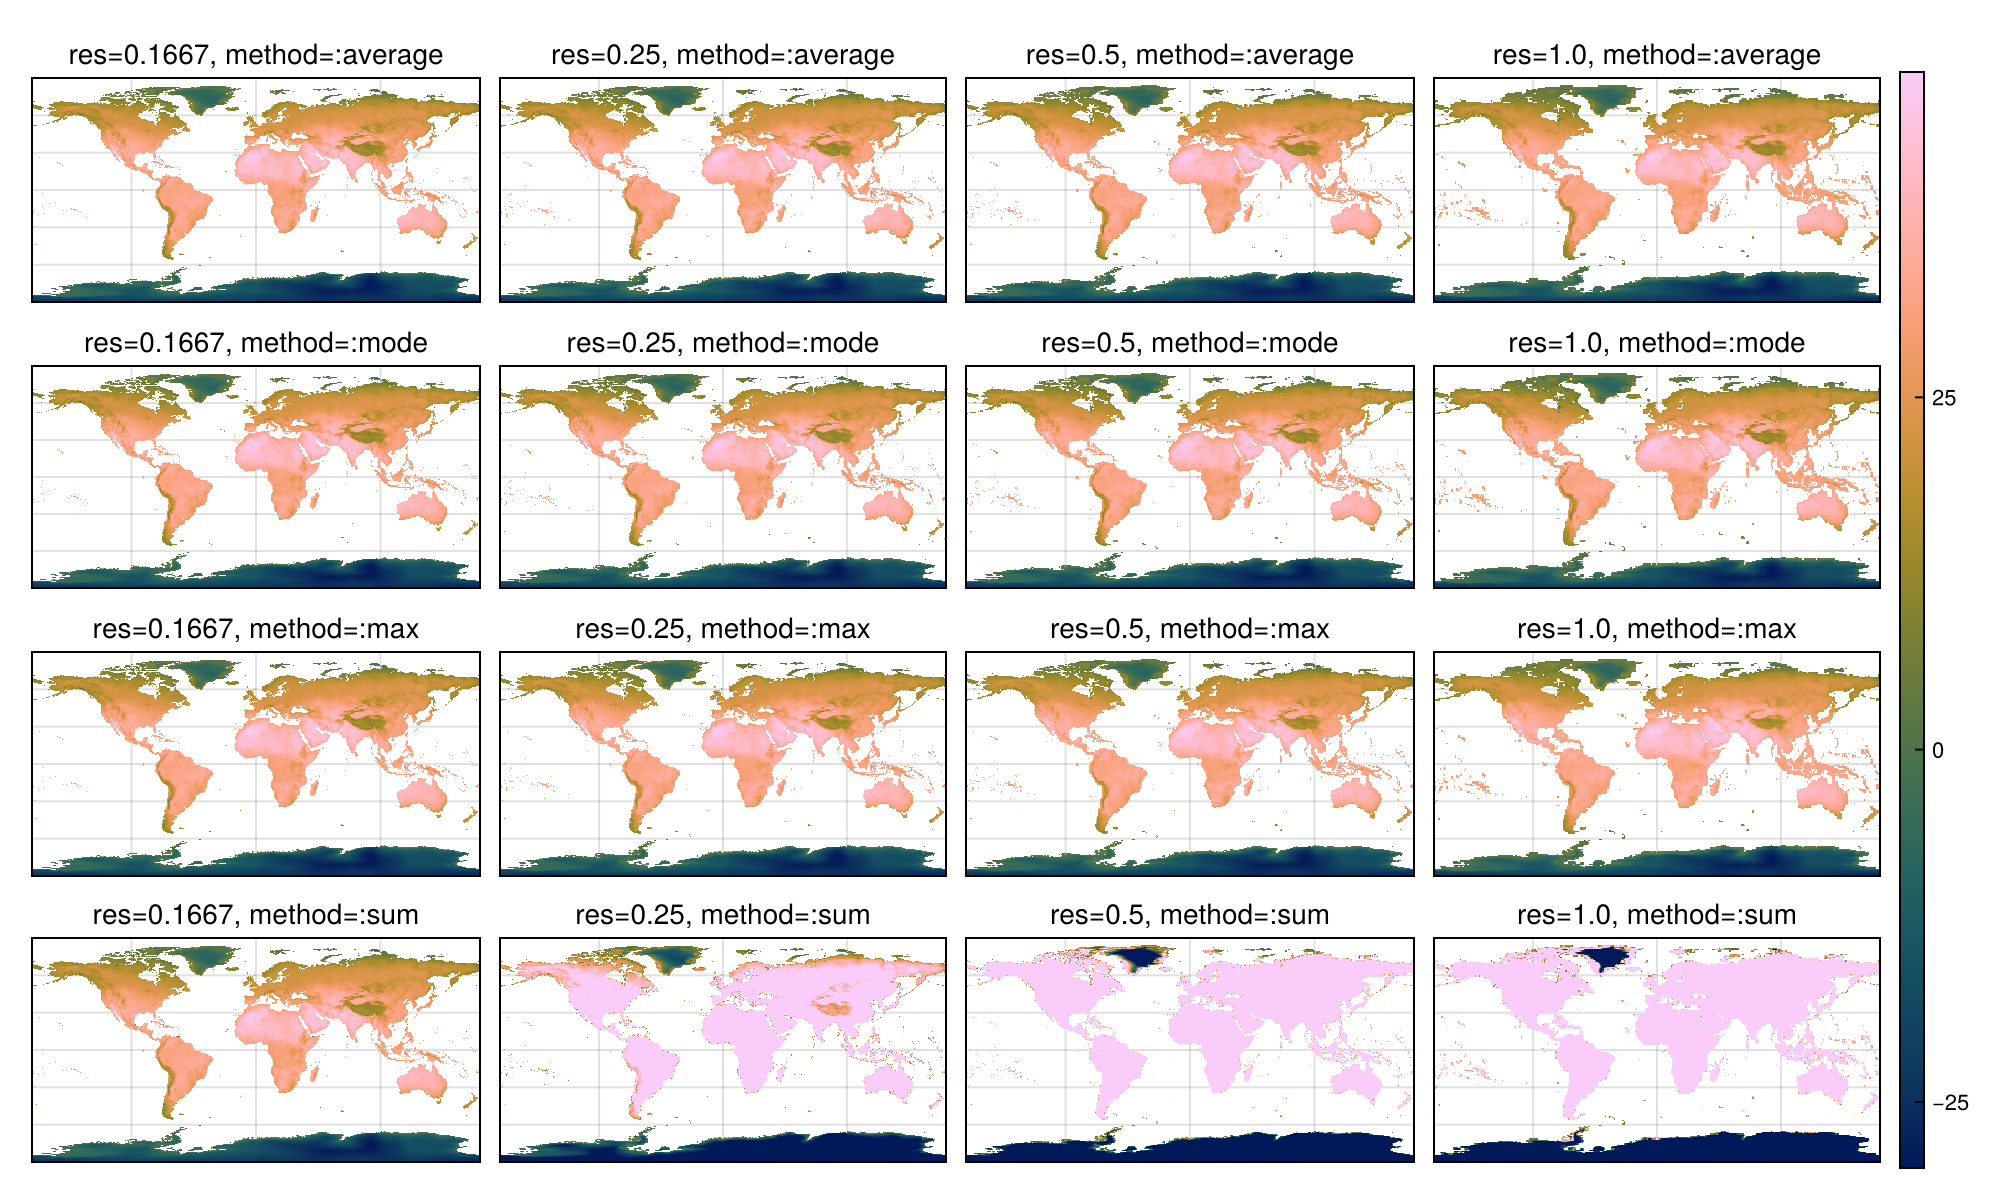 res=0.1667, method=:average
res=0.25, method=:average
res=0.5, method=:average
res=1.0, method=:average
res=0.1667, method=:mode
res=0.25, method=:mode
res=0.5, method=:mode
res=1.0, method=:mode
res=0.1667, method=:max
res=0.25, method=:max
res=0.5, method=:max
res=1.0, method=:max
res=0.1667, method=:sum
res=0.25, method=:sum
res=0.5, method=:sum
res=1.0, method=:sum
25
0
−25